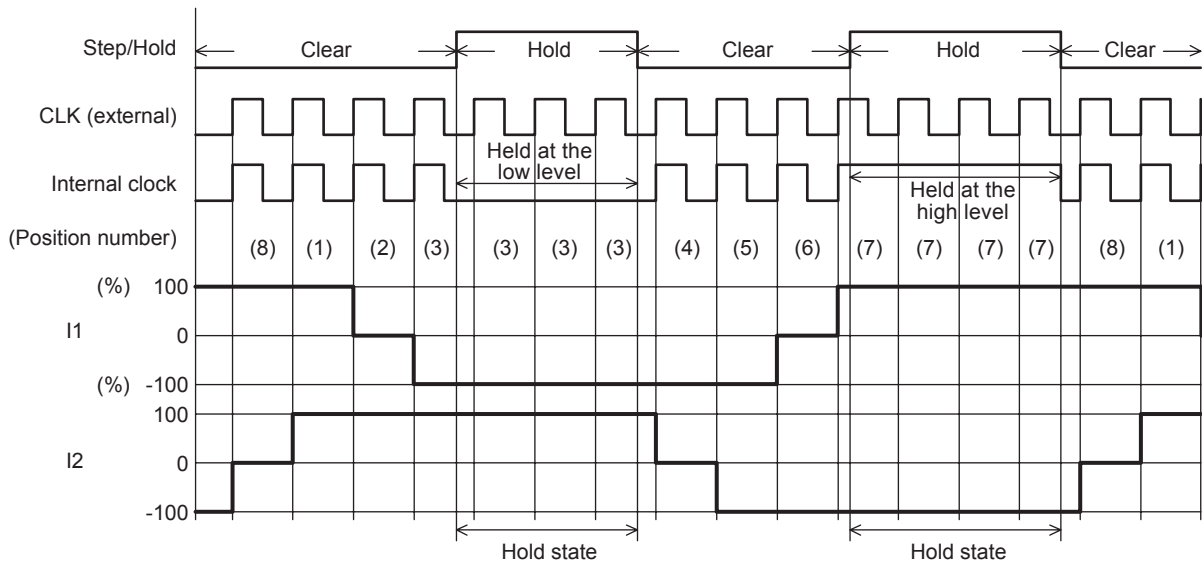 Step/Hold Clear Hold Clear Hold Clear
CLK (external)
Held at the
low level
Internal clock
Held at the
high level
(Position number) (8) (1) (2) (3) (3) (3) (3) (4) (5) (6) (7) (7) (7) (7) (8) (1)
(%) 100
I1 0
(%) -100
100
I2 0
-100
Hold state Hold state